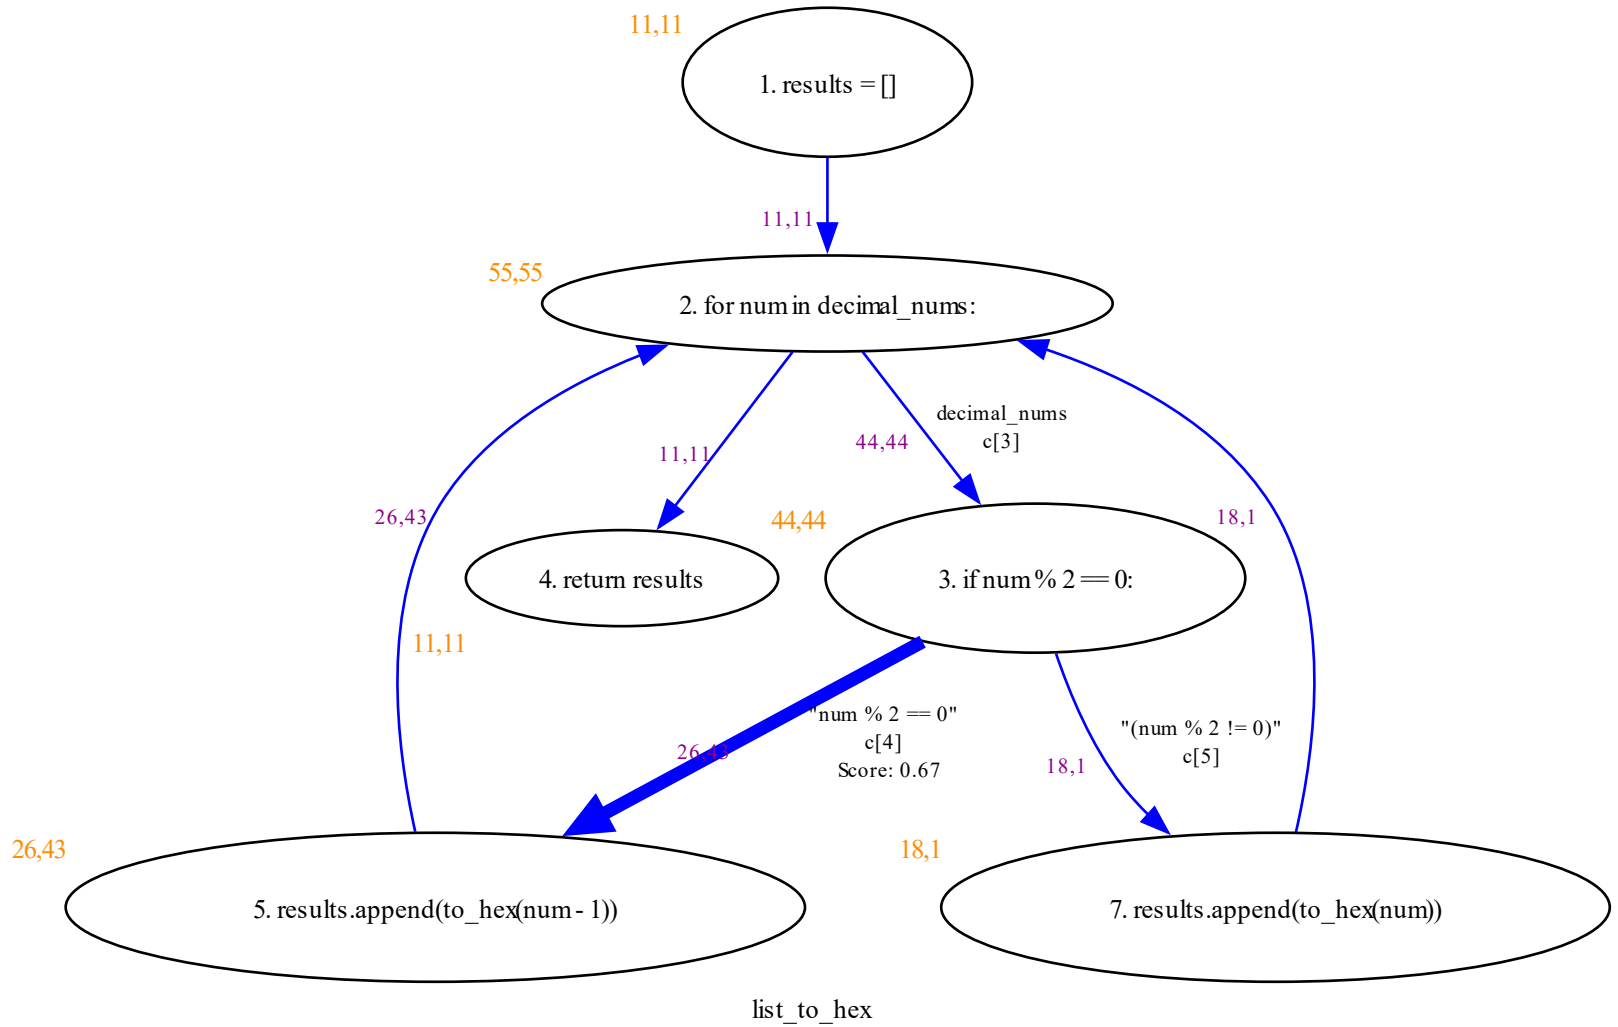 11,11
1. results = []
11,11
55,55
2. for num in decimal_nums:
decimal_nums
c[3]
44,44
11,11
26,43
18,1
44,44
4. return results
3. if num % 2 == 0:
11,11
"num % 2 == 0"
c[4]
Score: 0.67
26,43
"(num % 2 != 0)"
c[5]
18,1
26,43
5. results.append(to_hex(num - 1))
18,1
7. results.append(to_hex(num))
list_to_hex